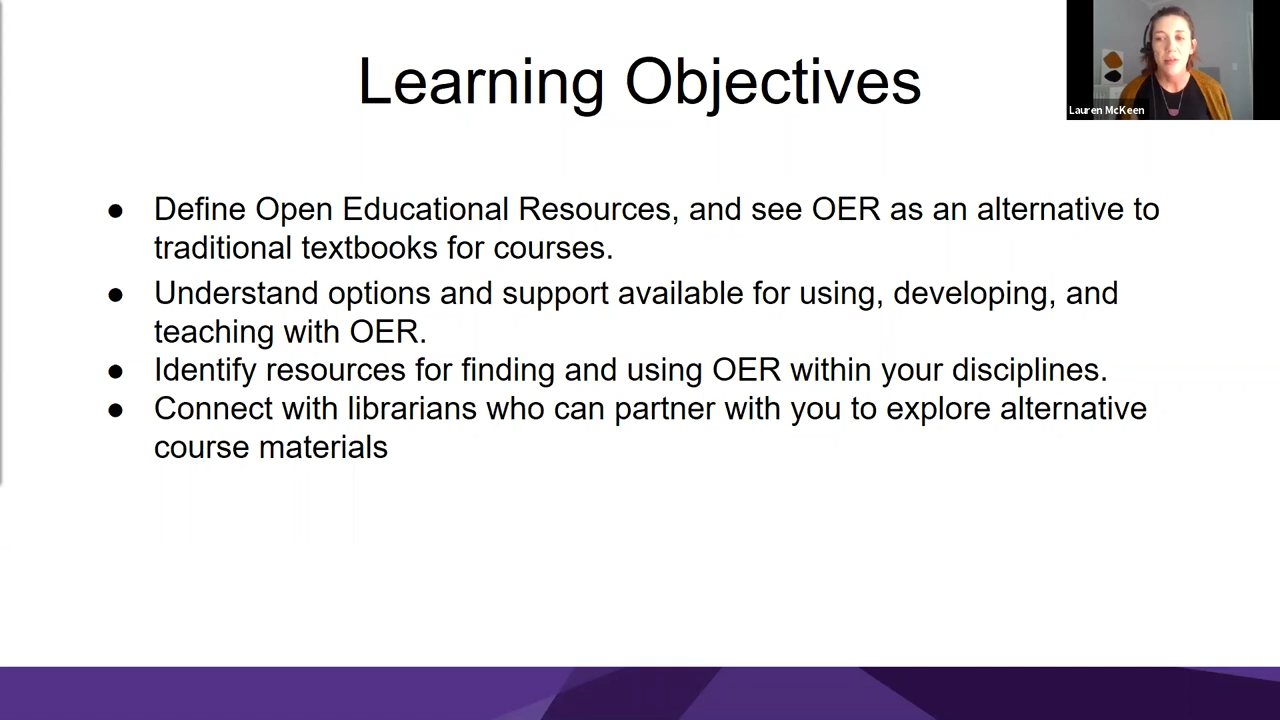 Learning Objectives
Lauren McKeen
● Define Open Educational Resources, and see OER as an alternative to
traditional textbooks for courses.
● Understand options and support available for using, developing, and
teaching with OER.
● Identify resources for finding and using OER within your disciplines.
● Connect with librarians who can partner with you to explore alternative
course materials